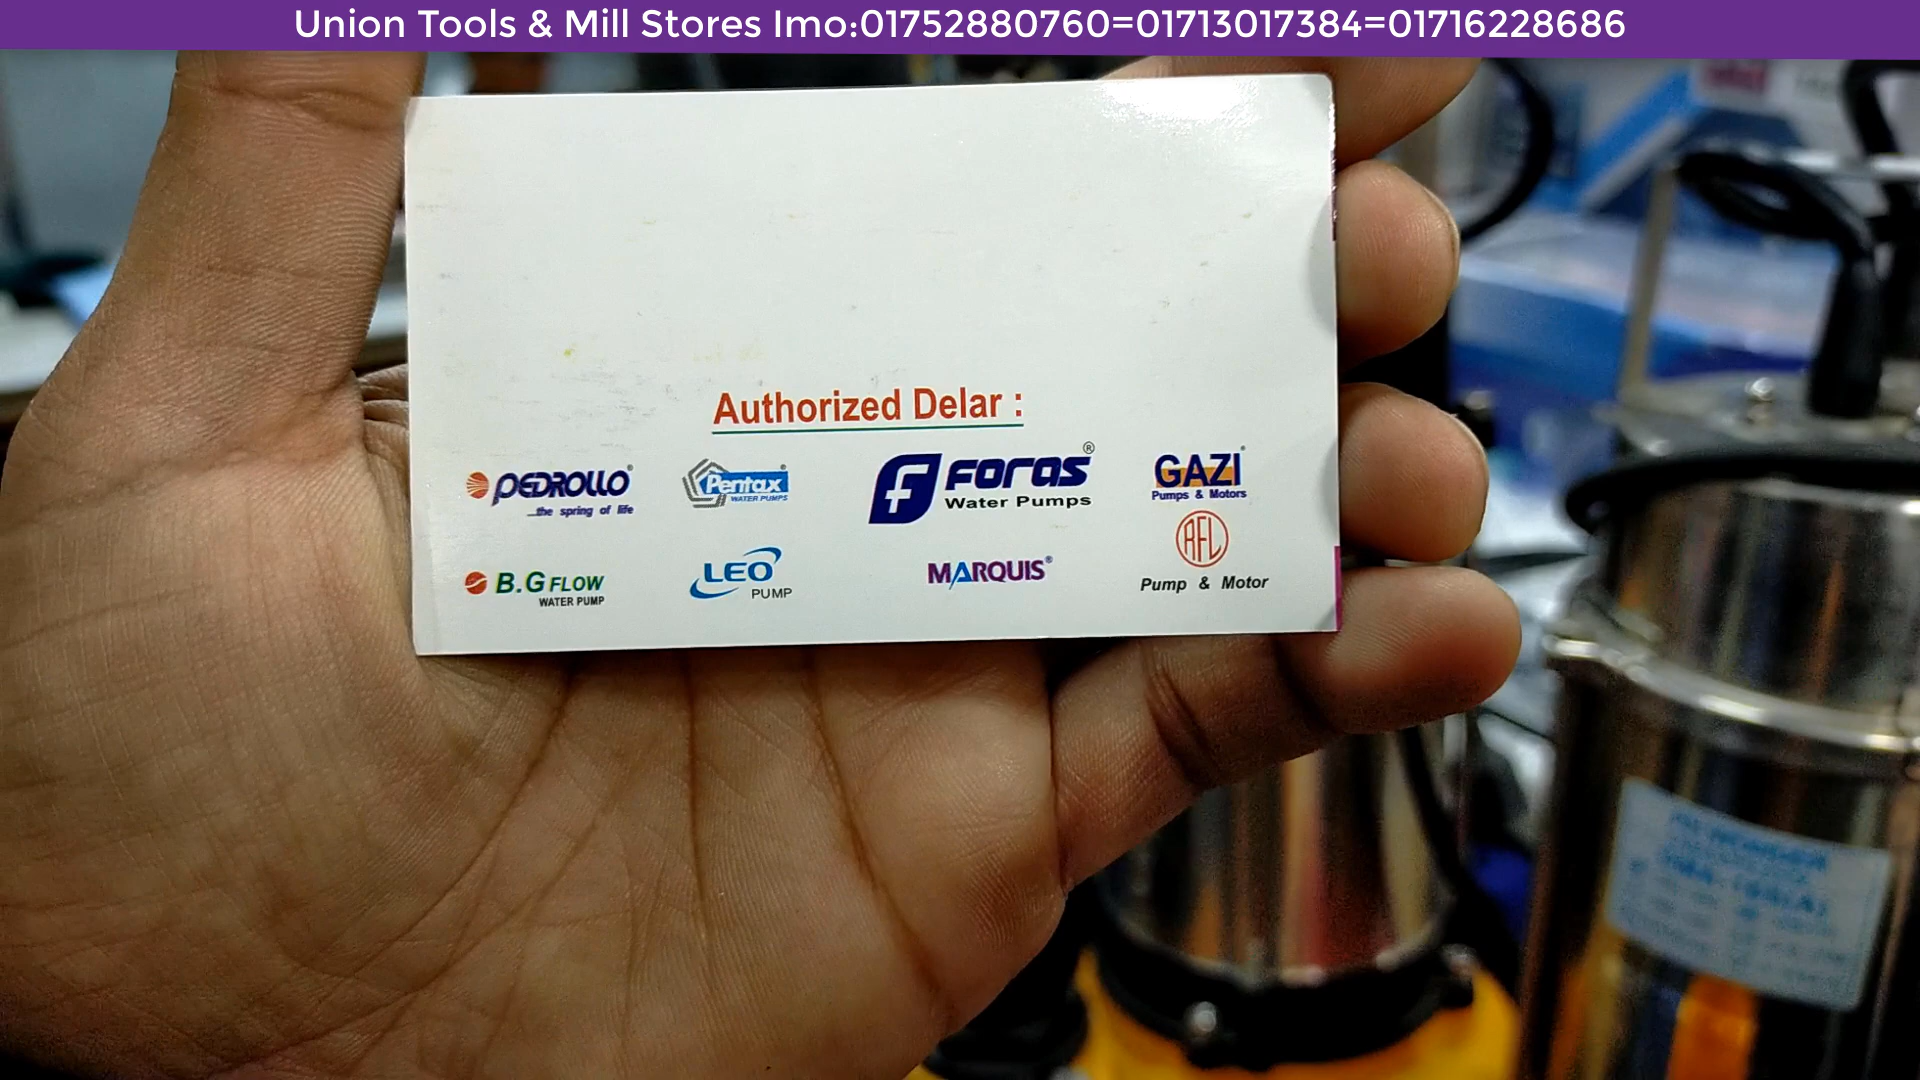 Union Tools & Mill Stores Imo:01752880760=01713017384=01716228686
Authorized Delar :
PEDROLLO®
...the spring of life
Pentax®
WATER PUMPS
Foras®
Water Pumps
GAZI®
Pumps & Motors
B.G FLOW
WATER PUMP
LEO
PUMP
MARQUIS®
RFL
Pump & Motor